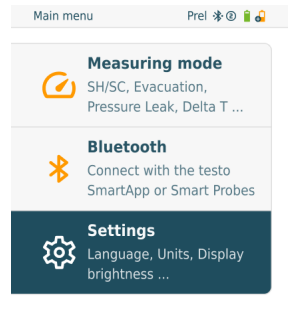 Main menu Prel
Measuring mode
SH/SC, Evacuation,
Pressure Leak, Delta T ...
Bluetooth
Connect with the testo
SmartApp or Smart Probes
Settings
Language, Units, Display
brightness ...